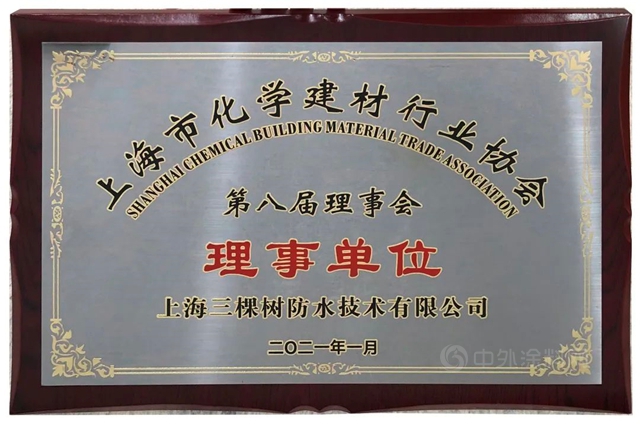 上海市化学建材行业协会
SHANGHAI CHEMICAL BUILDING MATERIAL TRADE ASSOCIATION
第八届理事会
理事单位
上海三棵树防水技术有限公司
二〇二一年一月
中外涂料